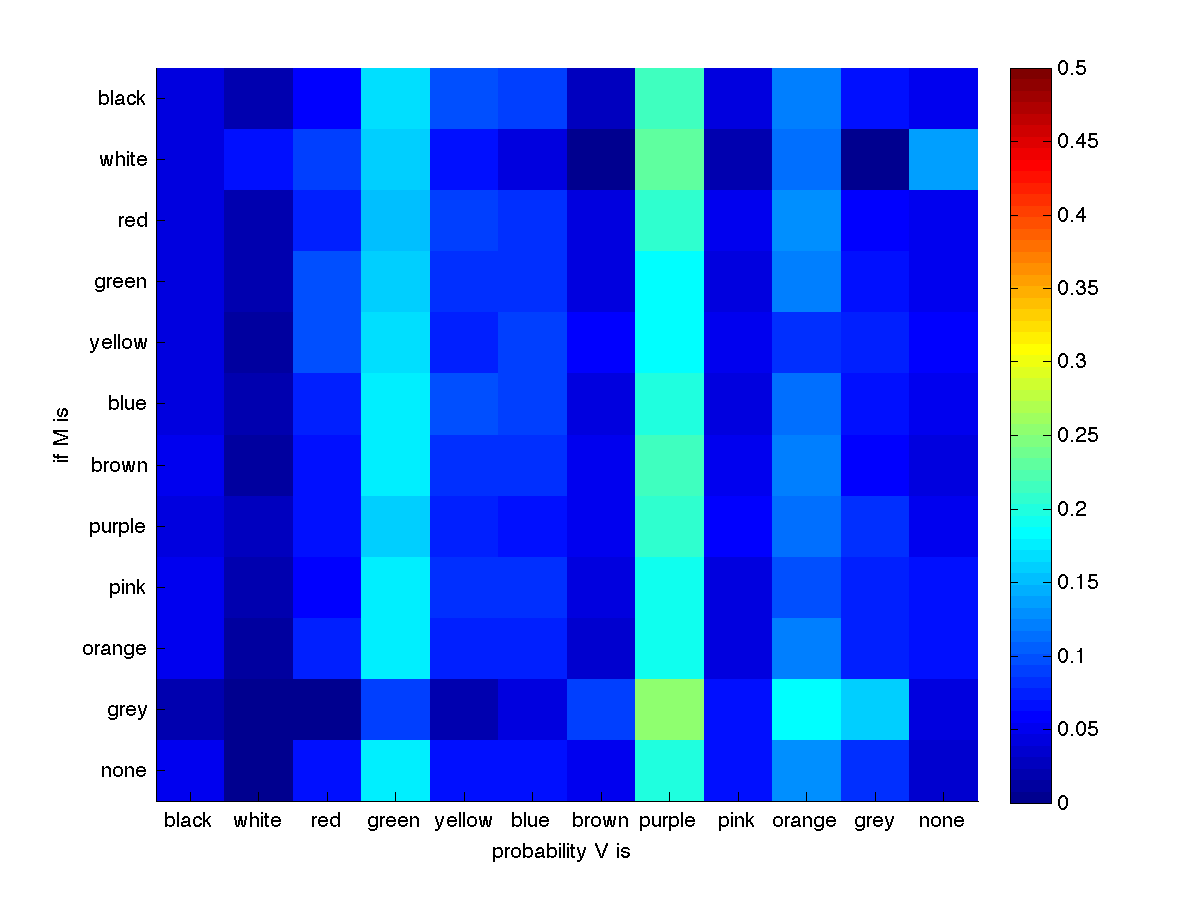 black
white
red
green
yellow
blue
brown
purple
pink
orange
grey
none
if M is
black white red green yellow blue brown purple pink orange grey none
probability V is
0.5
0.45
0.4
0.35
0.3
0.25
0.2
0.15
0.1
0.05
0